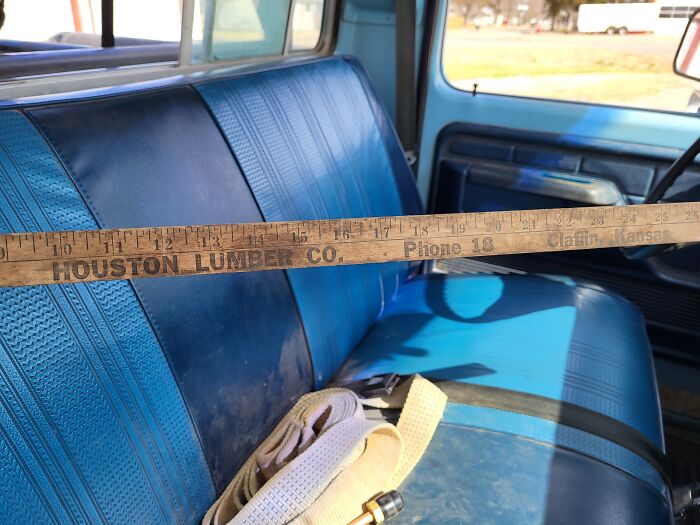 9 10 11 12 13 14 15 16 17 18 19 20 21 22 23 24 25
HOUSTON LUMBER CO. Phone 18 Claflin, Kansas